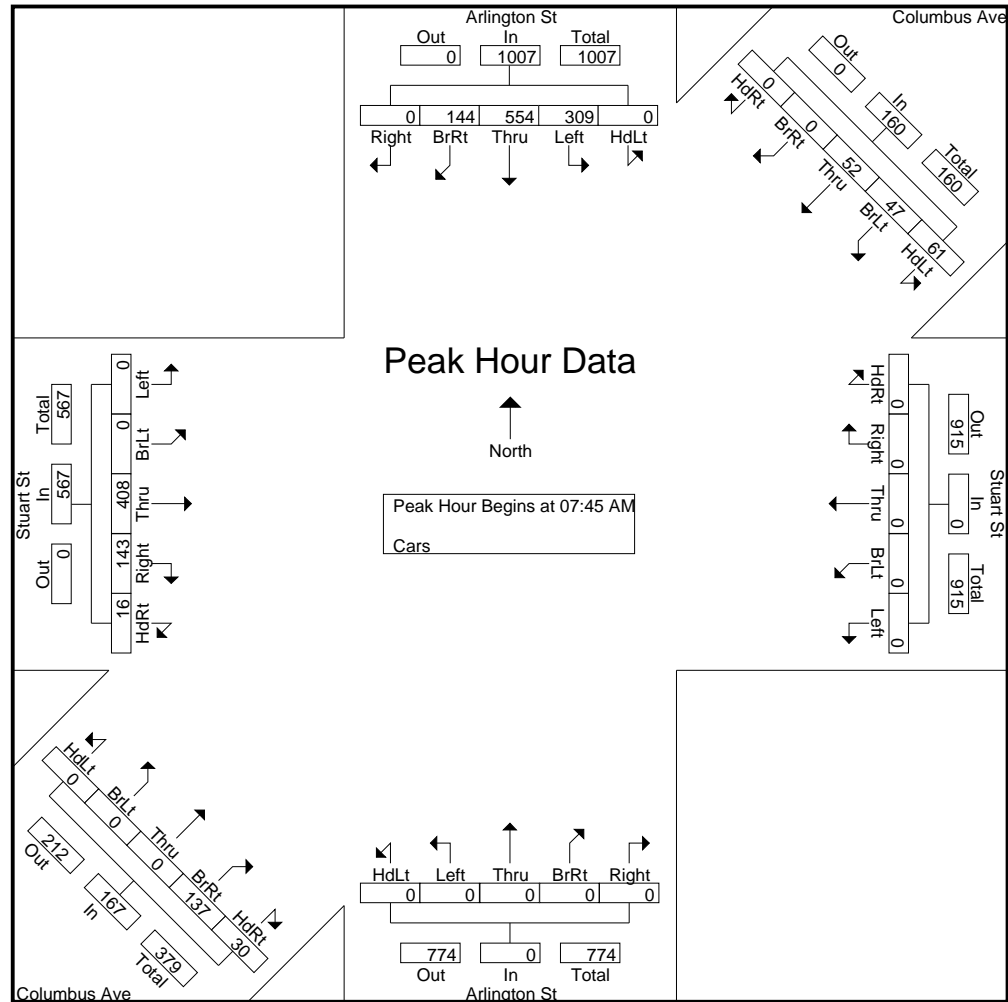 Arlington St
Out In Total
0 1007 1007
0 144 554 309 0
Right BrRt Thru Left HdLt
Columbus Ave
Out
0
In
160
Total
160
0 0 52 47 61
HdRt BrRt Thru BrLt HdLt
Peak Hour Data
North
Peak Hour Begins at 07:45 AM
Cars
Stuart St
Total
567
In
567
Out
0
0 0 408 143 16
Left BrLt Thru Right HdRt
Stuart St
Out
915
In
0
Total
915
0 0 0 0 0
HdRt Right Thru BrLt Left
HdLt BrLt Thru BrRt HdRt
0 0 0 137 30
212
Out
167
In
379
Total
Columbus Ave
HdLt Left Thru BrRt Right
0 0 0 0 0
774 0 774
Out In Total
Arlington St